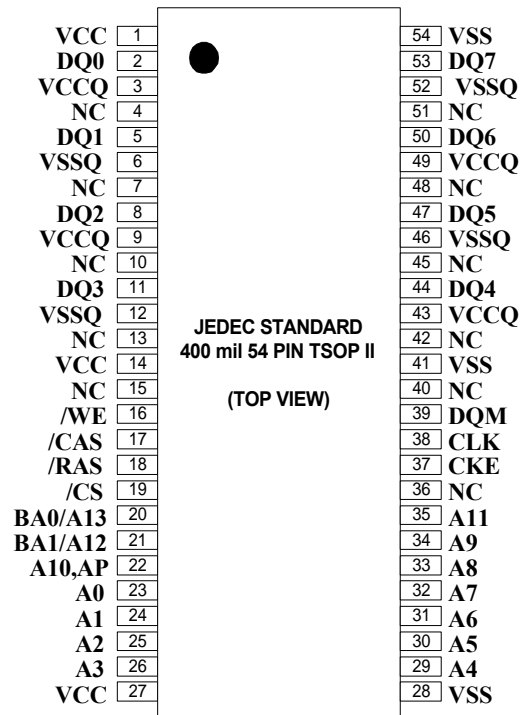 VCC 1 54 VSS
DQ0 2 53 DQ7
VCCQ 3 52 VSSQ
NC 4 51 NC
DQ1 5 50 DQ6
VSSQ 6 49 VCCQ
NC 7 48 NC
DQ2 8 47 DQ5
VCCQ 9 46 VSSQ
NC 10 45 NC
DQ3 11 44 DQ4
VSSQ 12 43 VCCQ
NC 13 42 NC
VCC 14 41 VSS
NC 15 40 NC
/WE 16 39 DQM
/CAS 17 38 CLK
/RAS 18 37 CKE
/CS 19 36 NC
BA0/A13 20 35 A11
BA1/A12 21 34 A9
A10,AP 22 33 A8
A0 23 32 A7
A1 24 31 A6
A2 25 30 A5
A3 26 29 A4
VCC 27 28 VSS
JEDEC STANDARD
400 mil 54 PIN TSOP II
(TOP VIEW)